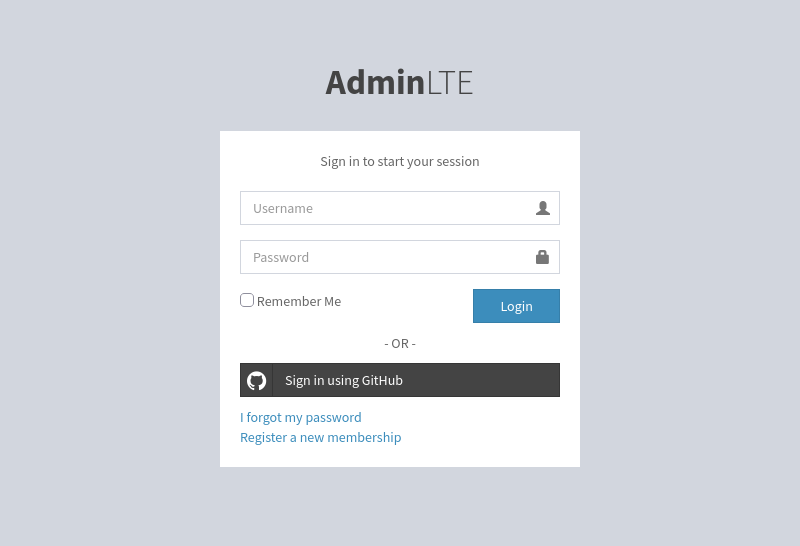 AdminLTE
Sign in to start your session
Username
Password
Remember Me
Login
- OR -
Sign in using GitHub
I forgot my password
Register a new membership